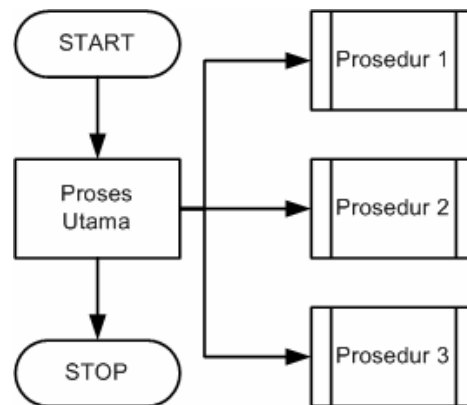 START
Prosedur 1
Proses
Utama
Prosedur 2
STOP
Prosedur 3